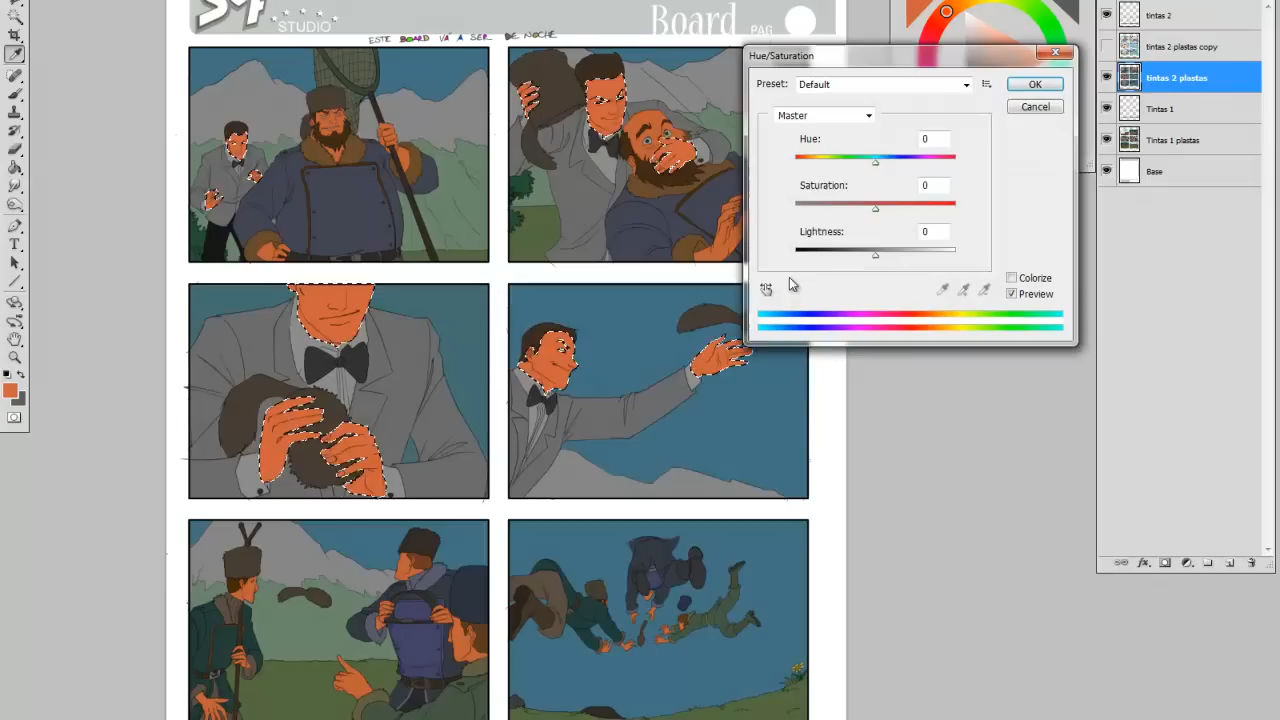 STUDIO
Board
PAG
ESTE BOARD VA A SER DE NOCHE
Hue/Saturation
Preset: Default
OK
Cancel
Master
Hue: 0
Saturation: 0
Lightness: 0
Colorize
Preview
tintas 2
tintas 2 plastas copy
tintas 2 plastas
Tintas 1
Tintas 1 plastas
Base